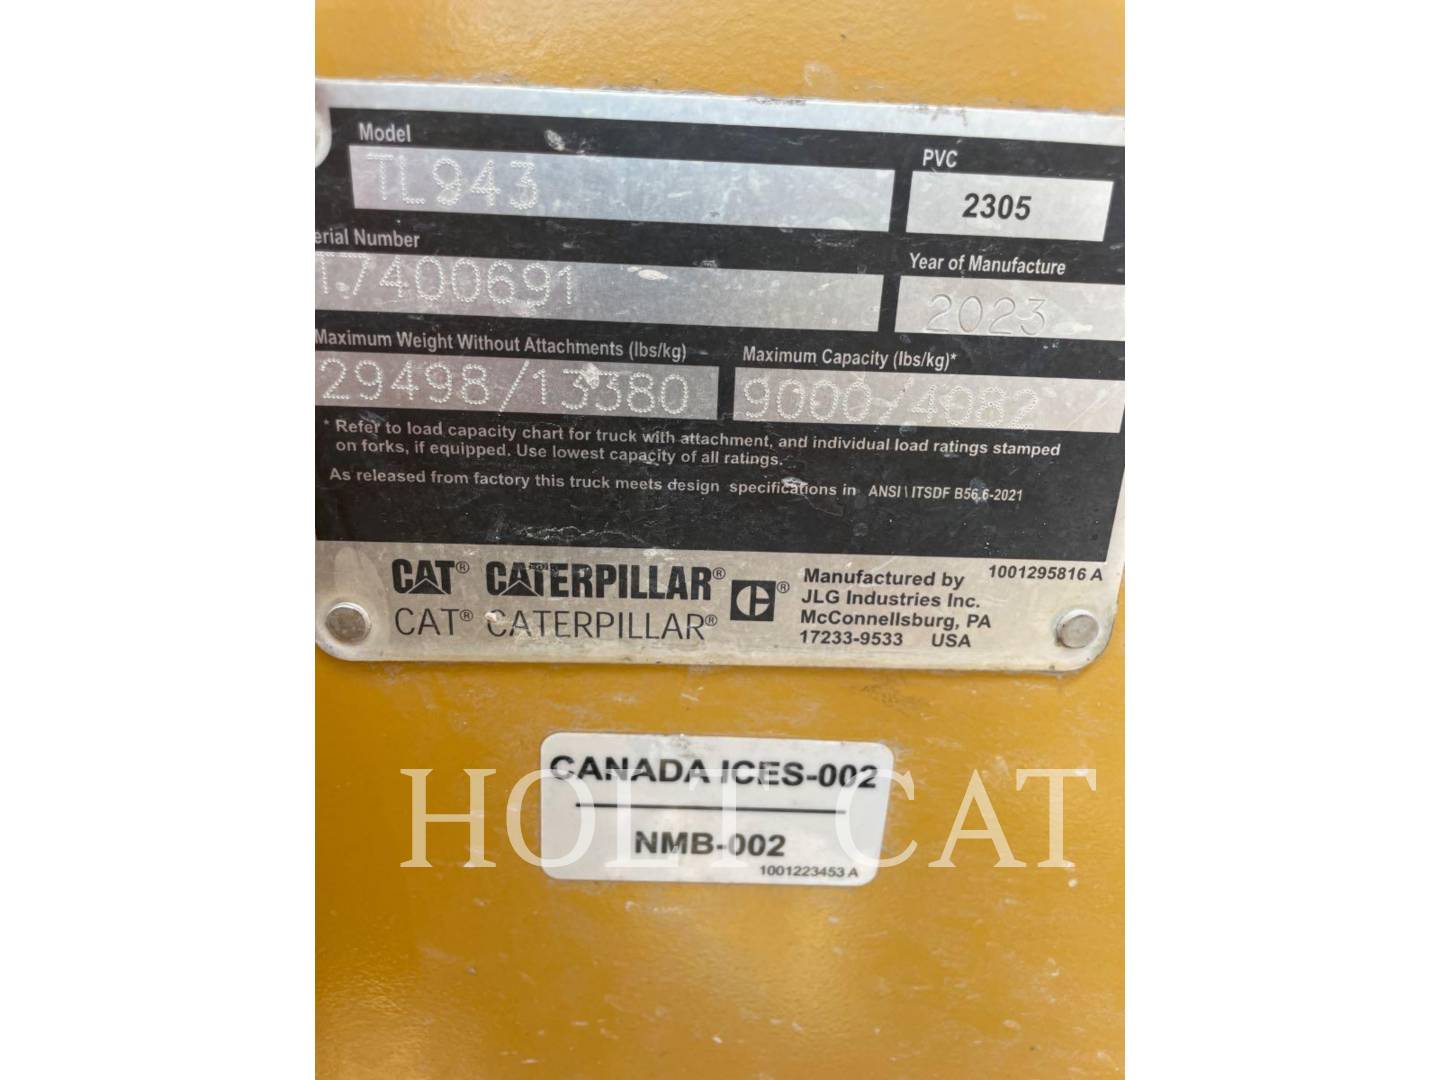 Model
TL943
PVC
2305
erial Number
T7400691
Year of Manufacture
2023
Maximum Weight Without Attachments (lbs/kg)
29498/13380
Maximum Capacity (lbs/kg)*
9000/4082
* Refer to load capacity chart for truck with attachment, and individual load ratings stamped
on forks, if equipped. Use lowest capacity of all ratings.
As released from factory this truck meets design specifications in ANSI \ ITSDF B56.6-2021
CAT® CATERPILLAR®
CAT® CATERPILLAR®
C®
Manufactured by
JLG Industries Inc.
McConnellsburg, PA
17233-9533 USA
1001295816 A
CANADA ICES-002
NMB-002
1001223453 A
HOLT CAT